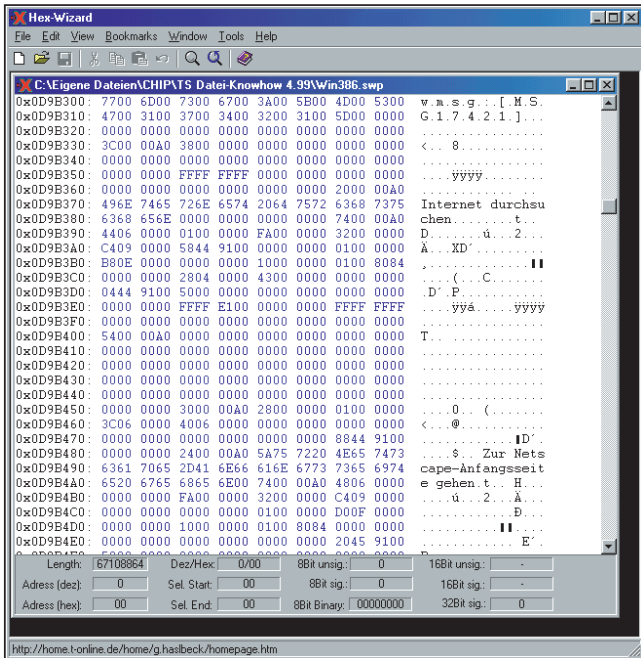 Hex-Wizard
File Edit View Bookmarks Window Tools Help
C:\Eigene Dateien\CHIP\TS Datei-Knowhow 4.99\Win386.swp
0x0D9B300: 7700 6D00 7300 6700 3A00 5B00 4D00 5300 w.m.s.g.:.[.M.S.
0x0D9B310: 4700 3100 3700 3400 3200 3100 5D00 0000 G.1.7.4.2.1.]...
0x0D9B320: 0000 0000 0000 0000 0000 0000 0000 0000 ................
0x0D9B330: 3C00 00A0 3800 0000 0000 0000 0000 0000 <.. 8...........
0x0D9B340: 0000 0000 0000 0000 0000 0000 0000 0000 ................
0x0D9B350: 0000 0000 FFFF FFFF 0000 0000 0000 0000 ....ÿÿÿÿ........
0x0D9B360: 0000 0000 0000 0000 0000 0000 2000 00A0 ............ ..
0x0D9B370: 496E 7465 726E 6574 2064 7572 6368 7375 Internet durchsu
0x0D9B380: 6368 656E 0000 0000 0000 0000 7400 00A0 chen........t..
0x0D9B390: 4406 0000 0100 0000 FA00 0000 3200 0000 D.......ú...2...
0x0D9B3A0: C409 0000 5844 9100 0000 0000 0100 0000 Ä...XD´.........
0x0D9B3B0: B80E 0000 0000 0000 1000 0000 0100 8084 ¸.............▌▌
0x0D9B3C0: 0000 0000 2804 0000 4300 0000 0000 0000 ....(...C.......
0x0D9B3D0: 0444 9100 5000 0000 0000 0000 0000 0000 .D´.P...........
0x0D9B3E0: 0000 0000 FFFF E100 0000 0000 FFFF FFFF ....ÿÿá.....ÿÿÿÿ
0x0D9B3F0: 0000 0000 0000 0000 0000 0000 0000 0000 ................
0x0D9B400: 5400 00A0 0000 0000 0000 0000 0000 0000 T.. ............
0x0D9B410: 0000 0000 0000 0000 0000 0000 0000 0000 ................
0x0D9B420: 0000 0000 0000 0000 0000 0000 0000 0000 ................
0x0D9B430: 0000 0000 0000 0000 0000 0000 0000 0000 ................
0x0D9B440: 0000 0000 0000 0000 0000 0000 0000 0000 ................
0x0D9B450: 0000 0000 3000 00A0 2800 0000 0100 0000 ....0.. (.......
0x0D9B460: 3C06 0000 4006 0000 0000 0000 0000 0000 <...@...........
0x0D9B470: 0000 0000 0000 0000 0000 0000 8844 9100 ............▌D´.
0x0D9B480: 0000 0000 2400 00A0 5A75 7220 4E65 7473 ....$.. Zur Nets
0x0D9B490: 6361 7065 2D41 6E66 616E 6773 7365 6974 cape-Anfangsseit
0x0D9B4A0: 6520 6765 6865 6E00 7400 00A0 4806 0000 e gehen.t.. H...
0x0D9B4B0: 0000 0000 FA00 0000 3200 0000 C409 0000 ....ú...2...Ä...
0x0D9B4C0: 0000 0000 0000 0000 0100 0000 D00F 0000 ............Ð...
0x0D9B4D0: 0000 0000 1000 0000 0100 8084 0000 0000 ..........▌▌....
0x0D9B4E0: 0000 0000 0000 0000 0000 0000 2045 9100 ............ E´.
Length: 67108864 Dez/Hex: 0/00 8Bit unsig.: 0 16Bit unsig.: -
Adress (dez): 0 Sel. Start: 00 8Bit sig.: 0 16Bit sig.: -
Adress (hex): 00 Sel. End: 00 8Bit Binary: 00000000 32Bit sig.: 0
http://home.t-online.de/home/g.haslbeck/homepage.htm